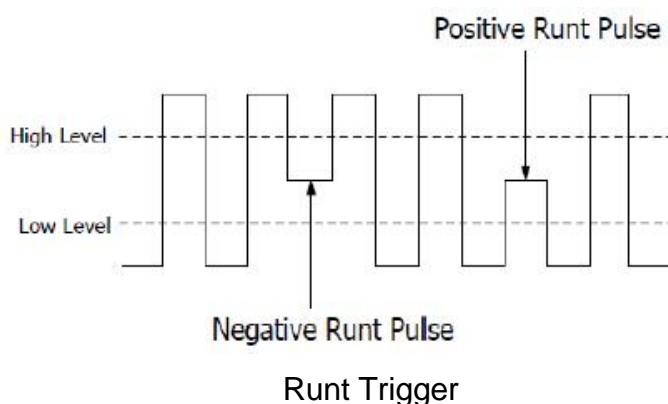 Positive Runt Pulse
High Level
Low Level
Negative Runt Pulse
Runt Trigger